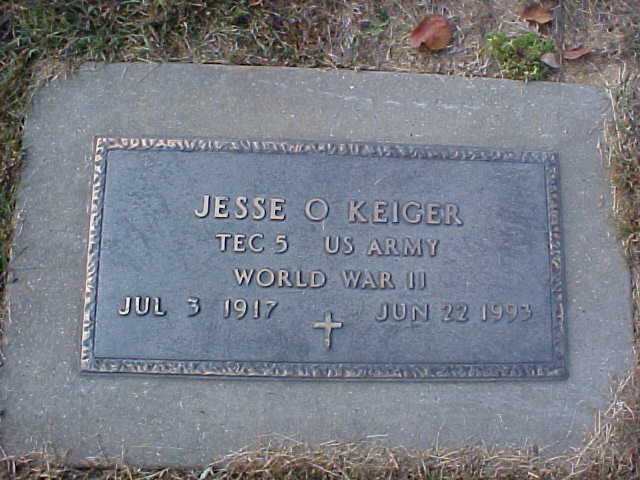 JESSE O KEIGER
TEC 5 US ARMY
WORLD WAR II
JUL 3 1917 JUN 22 1993